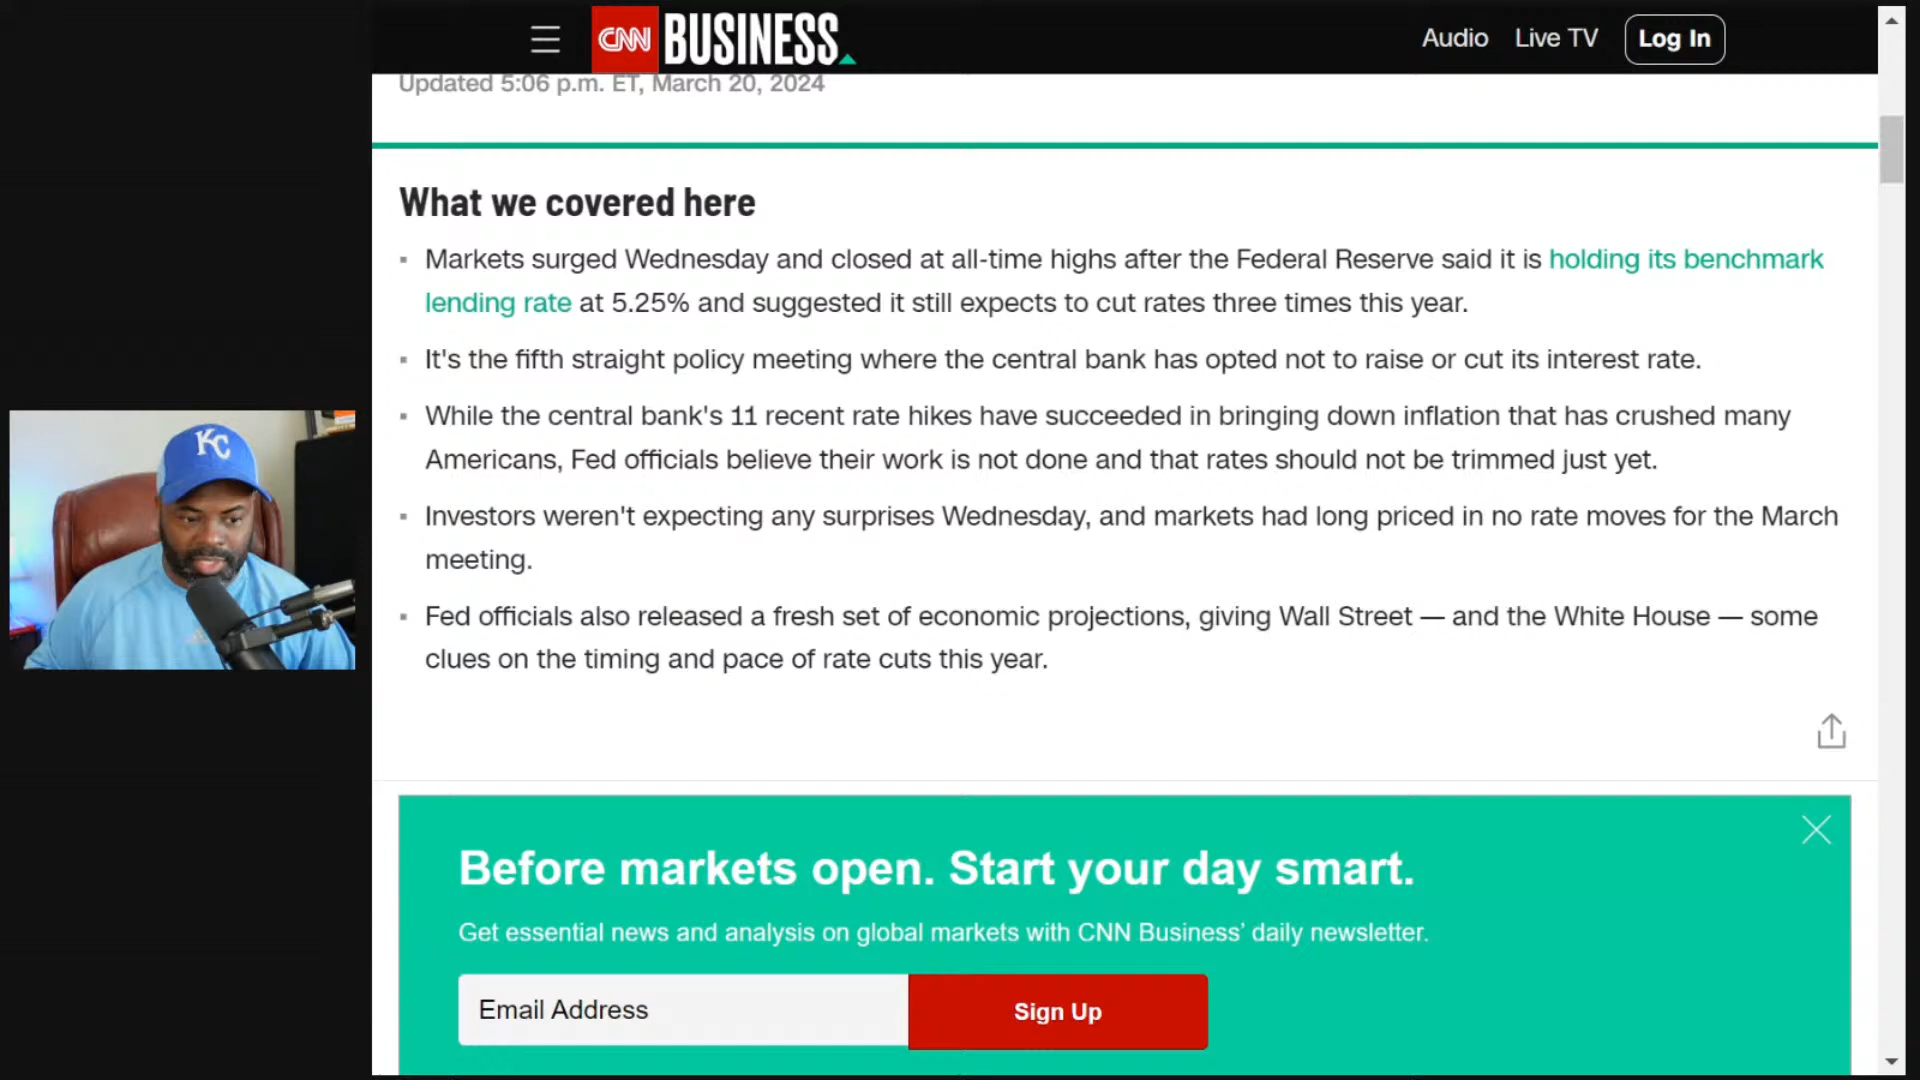 CNN BUSINESS
Audio Live TV Log In
Updated 5:06 p.m. ET, March 20, 2024
What we covered here
Markets surged Wednesday and closed at all-time highs after the Federal Reserve said it is holding its benchmark
lending rate at 5.25% and suggested it still expects to cut rates three times this year.
It's the fifth straight policy meeting where the central bank has opted not to raise or cut its interest rate.
While the central bank's 11 recent rate hikes have succeeded in bringing down inflation that has crushed many
Americans, Fed officials believe their work is not done and that rates should not be trimmed just yet.
Investors weren't expecting any surprises Wednesday, and markets had long priced in no rate moves for the March
meeting.
Fed officials also released a fresh set of economic projections, giving Wall Street — and the White House — some
clues on the timing and pace of rate cuts this year.
KC
Before markets open. Start your day smart.
Get essential news and analysis on global markets with CNN Business’ daily newsletter.
Email Address
Sign Up